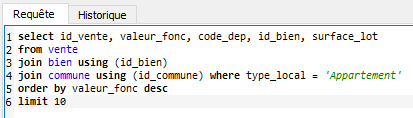 Requête Historique
1 select id_vente, valeur_fonc, code_dep, id_bien, surface_lot
2 from vente
3 join bien using (id_bien)
4 join commune using (id_commune) where type_local = 'Appartement'
5 order by valeur_fonc desc
6 limit 10